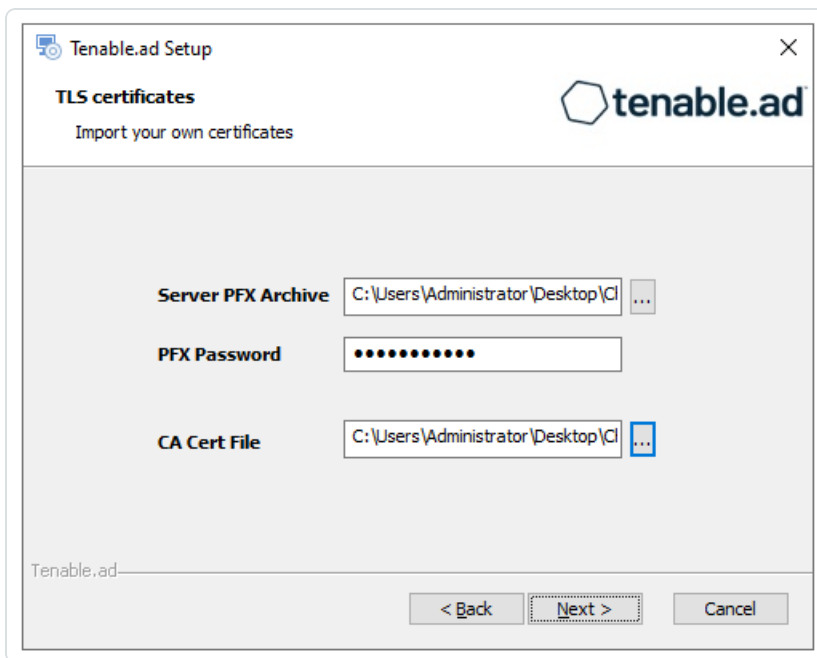 Tenable.ad Setup
TLS certificates
tenable.ad
Import your own certificates
Server PFX Archive C:\Users\Administrator\Desktop\Cl ...
PFX Password •••••••••••
CA Cert File C:\Users\Administrator\Desktop\Cl ...
Tenable.ad
< Back Next > Cancel